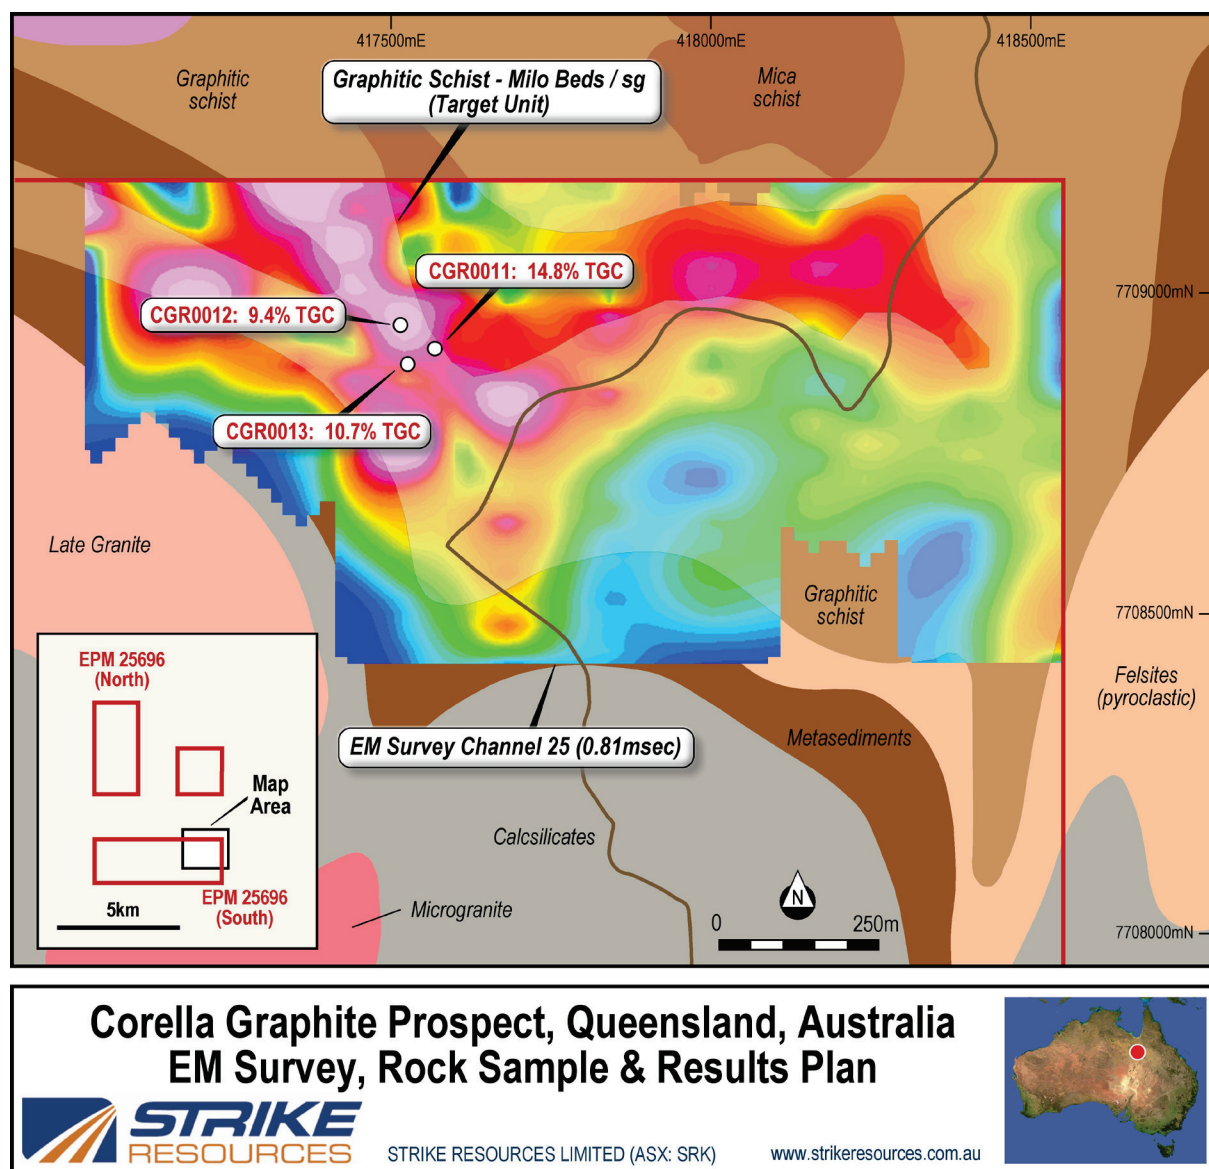 417500mE
418000mE
418500mE
Graphitic
schist
Graphitic Schist - Milo Beds / sg
(Target Unit)
Mica
schist
CGR0011: 14.8% TGC
7709000mN
CGR0012: 9.4% TGC
CGR0013: 10.7% TGC
Late Granite
Graphitic
schist
7708500mN
Felsites
(pyroclastic)
EPM 25696
(North)
Map
Area
EM Survey Channel 25 (0.81msec)
Metasediments
Calcsilicates
EPM 25696
(South)
5km
Microgranite
N
0
250m
7708000mN
Corella Graphite Prospect, Queensland, Australia
EM Survey, Rock Sample & Results Plan
STRIKE
RESOURCES
STRIKE RESOURCES LIMITED (ASX: SRK)
www.strikeresources.com.au